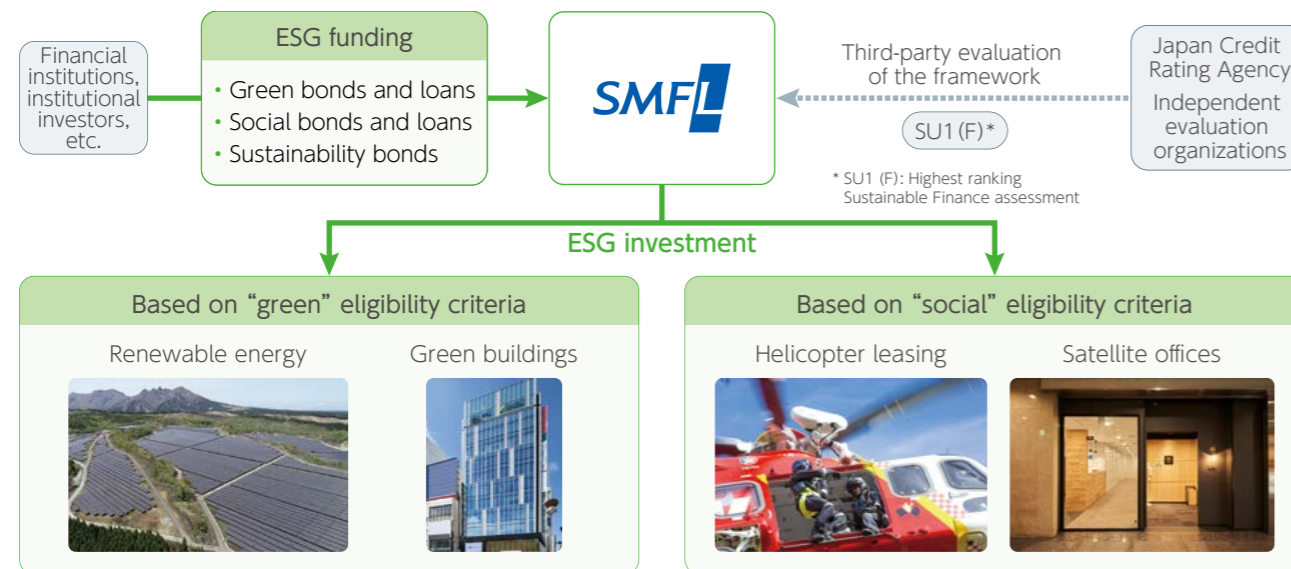 Financial
institutions,
institutional
investors,
etc.
ESG funding
• Green bonds and loans
• Social bonds and loans
• Sustainability bonds
SMFL
Third-party evaluation
of the framework
SU1 (F)*
* SU1 (F): Highest ranking
Sustainable Finance assessment
Japan Credit
Rating Agency
Independent
evaluation
organizations
ESG investment
Based on “green” eligibility criteria
Renewable energy
Green buildings
Based on “social” eligibility criteria
Helicopter leasing
Satellite offices